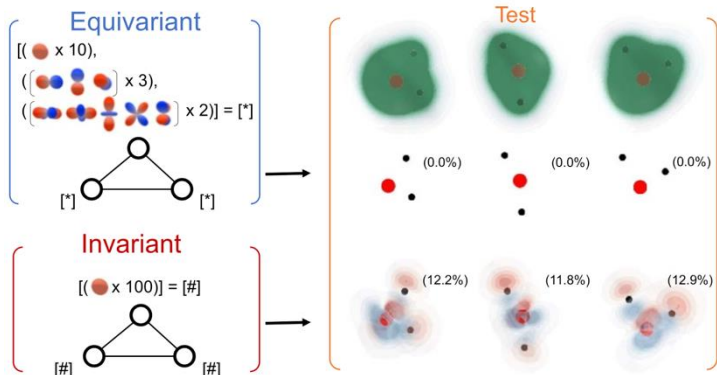 Equivariant
[( x 10),
( x 3),
( x 2)] = [*]
[*] [*]
Invariant
[( x 100)] = [#]
[#] [#]
Test
(0.0%) (0.0%) (0.0%)
(12.2%) (11.8%) (12.9%)